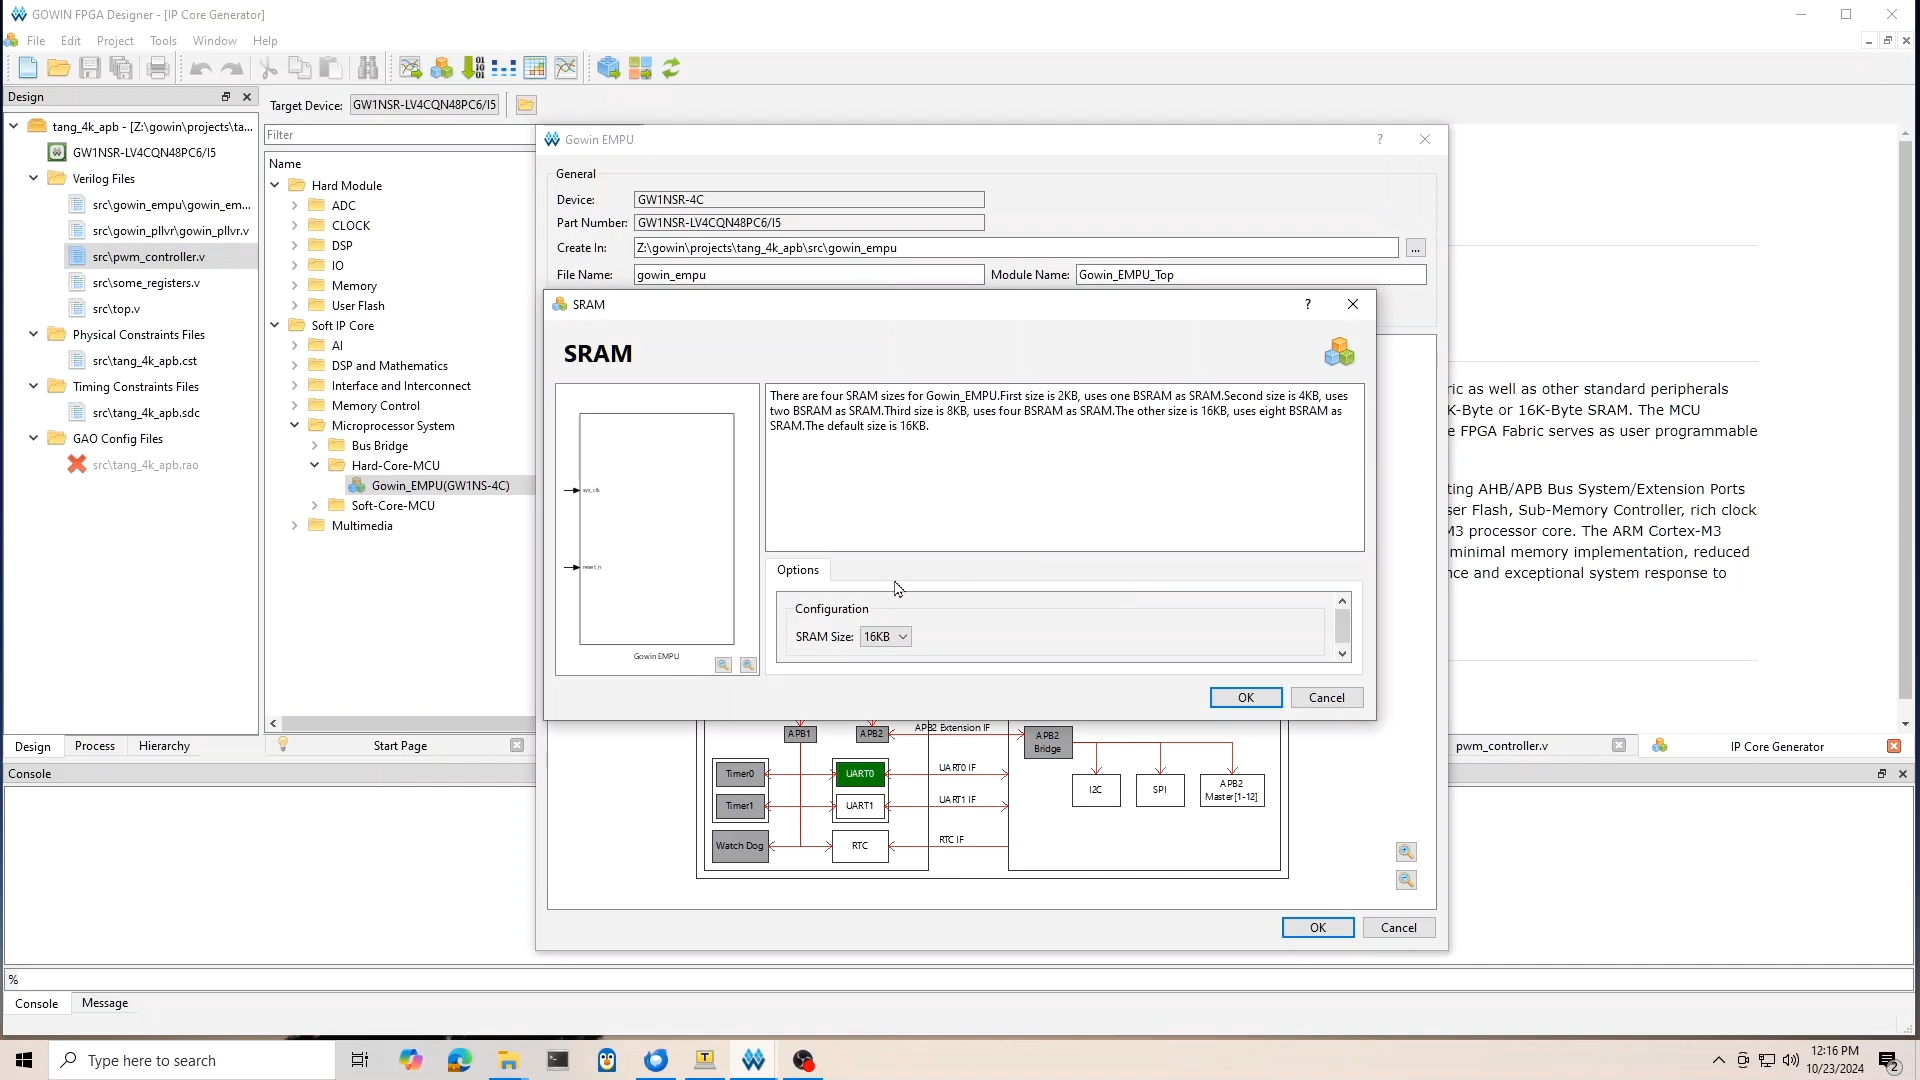 GOWIN FPGA Designer - [IP Core Generator]
File Edit Project Tools Window Help
Design
Target Device: GW1NSR-LV4CQN48PC6/I5
tang_4k_apb - [Z:\gowin\projects\ta...
GW1NSR-LV4CQN48PC6/I5
Verilog Files
src\gowin_empu\gowin_em...
src\gowin_pllvr\gowin_pllvr.v
src\pwm_controller.v
src\some_registers.v
src\top.v
Physical Constraints Files
src\tang_4k_apb.cst
Timing Constraints Files
src\tang_4k_apb.sdc
GAO Config Files
src\tang_4k_apb.rao
Design Process Hierarchy
Filter
Name
Hard Module
ADC
CLOCK
DSP
IO
Memory
User Flash
Soft IP Core
AI
DSP and Mathematics
Interface and Interconnect
Memory Control
Microprocessor System
Bus Bridge
Hard-Core-MCU
Gowin_EMPU(GW1NS-4C)
Soft-Core-MCU
Multimedia
Start Page
Gowin EMPU
General
Device: GW1NSR-4C
Part Number: GW1NSR-LV4CQN48PC6/I5
Create In: Z:\gowin\projects\tang_4k_apb\src\gowin_empu
...
File Name: gowin_empu Module Name: Gowin_EMPU_Top
SRAM
SRAM
There are four SRAM sizes for Gowin_EMPU.First size is 2KB, uses one BSRAM as SRAM.Second size is 4KB, uses
two BSRAM as SRAM.Third size is 8KB, uses four BSRAM as SRAM.The other size is 16KB, uses eight BSRAM as
SRAM.The default size is 16KB.
sys_clk
reset_n
Gowin EMPU
Options
Configuration
SRAM Size: 16KB
OK Cancel
APB1 APB2 APB2 Extension IF APB2
Bridge
Timer0 UART0 UART0 IF
I2C SPI APB2
Master[1-12]
Timer1 UART1 UART1 IF
Watch Dog RTC RTC IF
OK Cancel
ric as well as other standard peripherals
K-Byte or 16K-Byte SRAM. The MCU
e FPGA Fabric serves as user programmable
ting AHB/APB Bus System/Extension Ports
ser Flash, Sub-Memory Controller, rich clock
M3 processor core. The ARM Cortex-M3
minimal memory implementation, reduced
nce and exceptional system response to
pwm_controller.v IP Core Generator
Console
%
Console Message
Type here to search
12:16 PM
10/23/2024
2